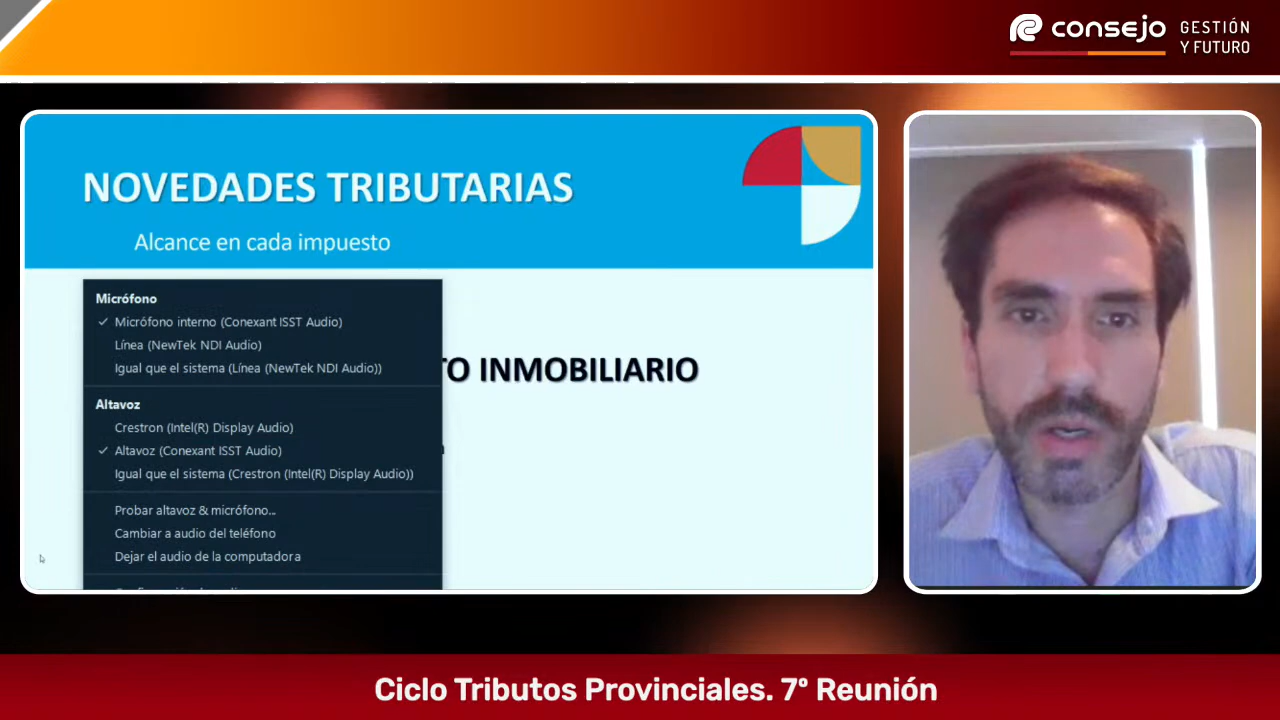 consejo
GESTIÓN
Y FUTURO
NOVEDADES TRIBUTARIAS
Alcance en cada impuesto
TO INMOBILIARIO
Micrófono
Micrófono interno (Conexant ISST Audio)
Línea (NewTek NDI Audio)
Igual que el sistema (Línea (NewTek NDI Audio))
Altavoz
Crestron (Intel(R) Display Audio)
Altavoz (Conexant ISST Audio)
Igual que el sistema (Crestron (Intel(R) Display Audio))
Probar altavoz & micrófono...
Cambiar a audio del teléfono
Dejar el audio de la computadora
Ciclo Tributos Provinciales. 7º Reunión